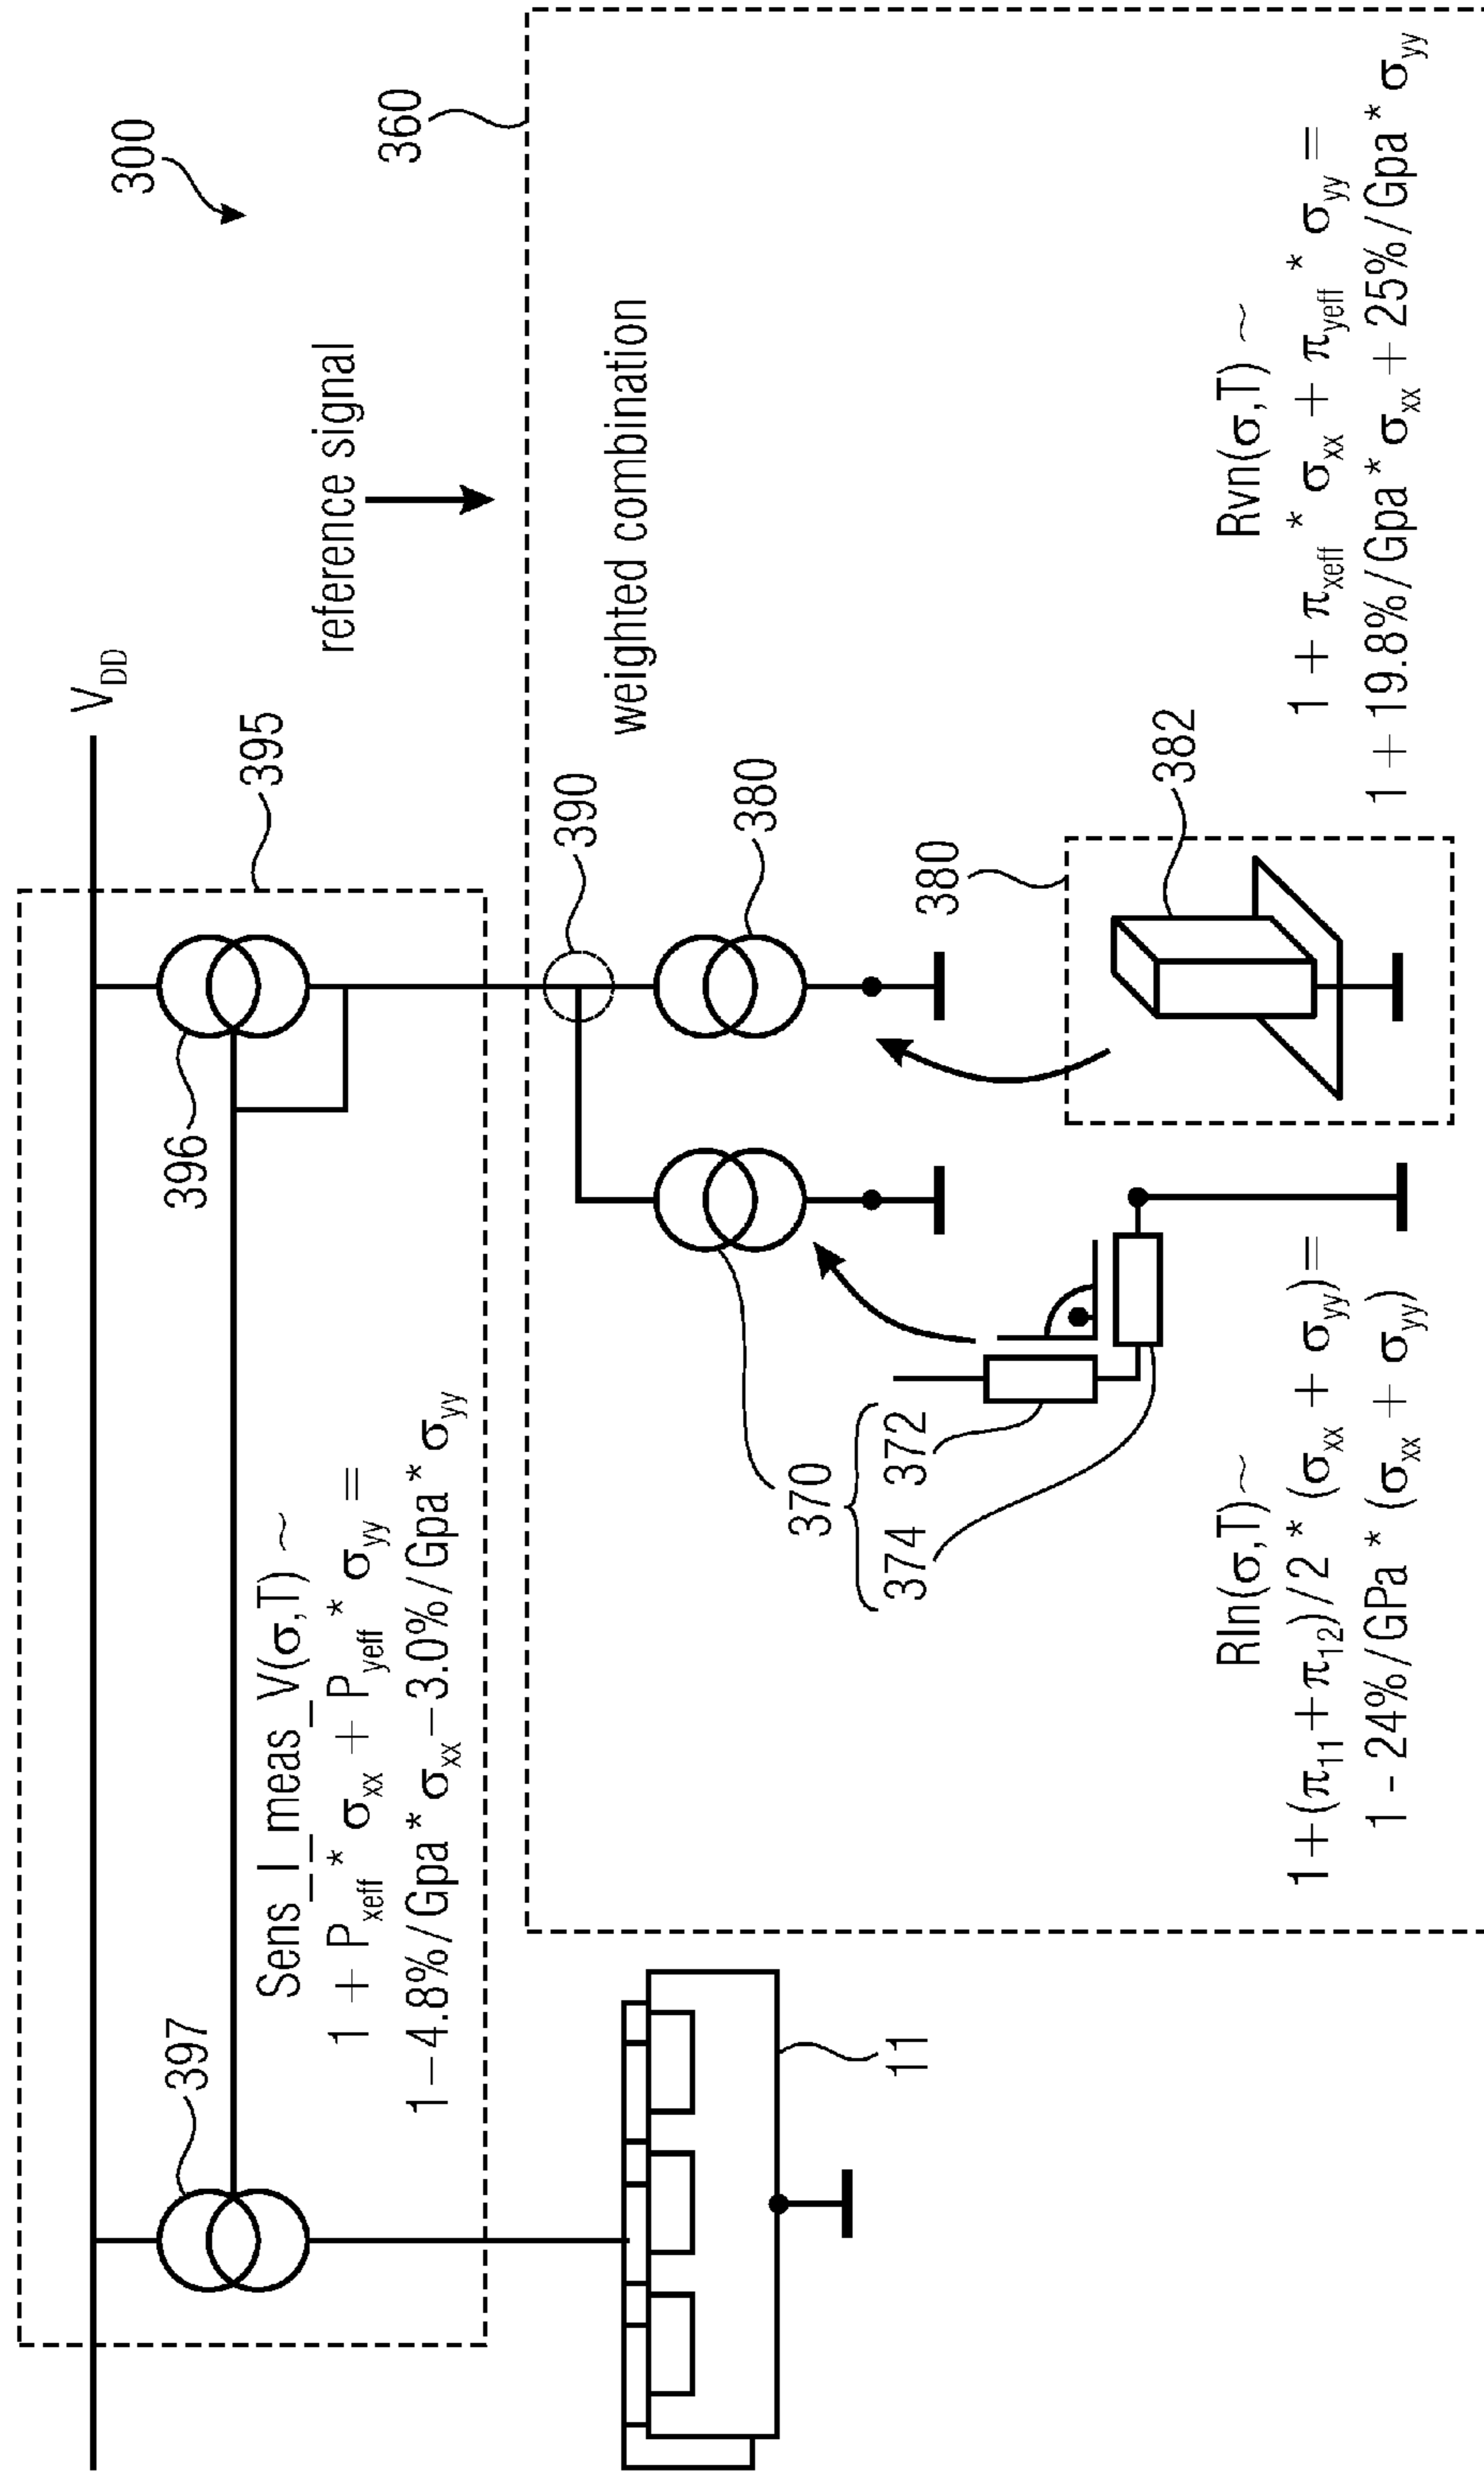 300
V_DD
395
396
397
reference signal
360
Sens_I_meas_V(σ,T) ~
1 + P_xeff * σ_xx + P_yeff * σ_yy =
1−4.8%/Gpa * σ_xx −3.0%/Gpa * σ_yy
weighted combination
390
380
370
374 372
380
382
11
RIn(σ,T) ~
1+(π_11+π_12)/2 * (σ_xx + σ_yy)=
1 - 24%/GPa * (σ_xx + σ_yy)
Rvn(σ,T) ~
1 + π_xeff * σ_xx + π_yeff * σ_yy =
1 + 19.8%/Gpa * σ_xx + 25%/Gpa * σ_yy